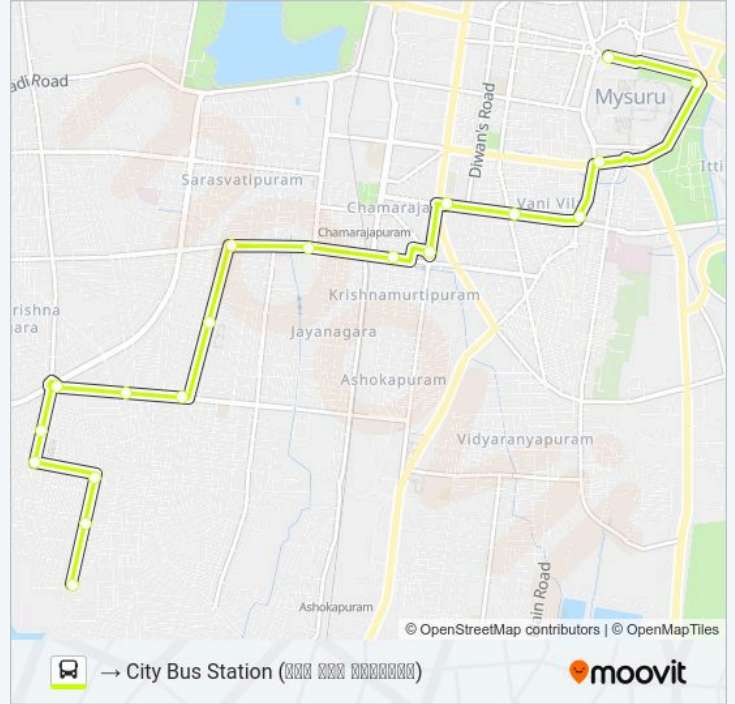 adi Road
Mysuru
Diwan's Road
Itti
Sarasvatipuram
Chamaraja
Vani Vil
Chamarajapuram
Krishnamurtipuram
rishna
ara
Jayanagara
Ashokapuram
Vidyaranyapuram
ain Road
Ashokapuram
© OpenStreetMap contributors | © OpenMapTiles
→ City Bus Station (▯▯▯ ▯▯▯ ▯▯▯▯▯▯▯)
moovit